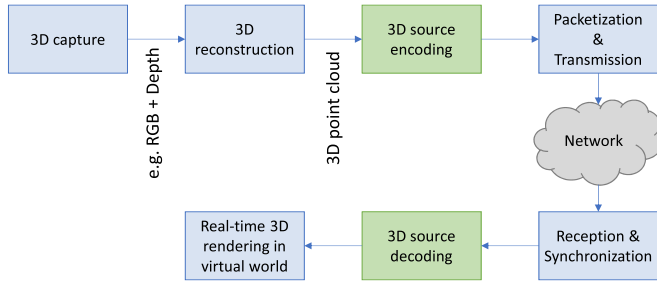 3D capture
e.g. RGB + Depth
3D
reconstruction
3D point cloud
3D source
encoding
Packetization
&
Transmission
Network
Reception &
Synchronization
3D source
decoding
Real-time 3D
rendering in
virtual world